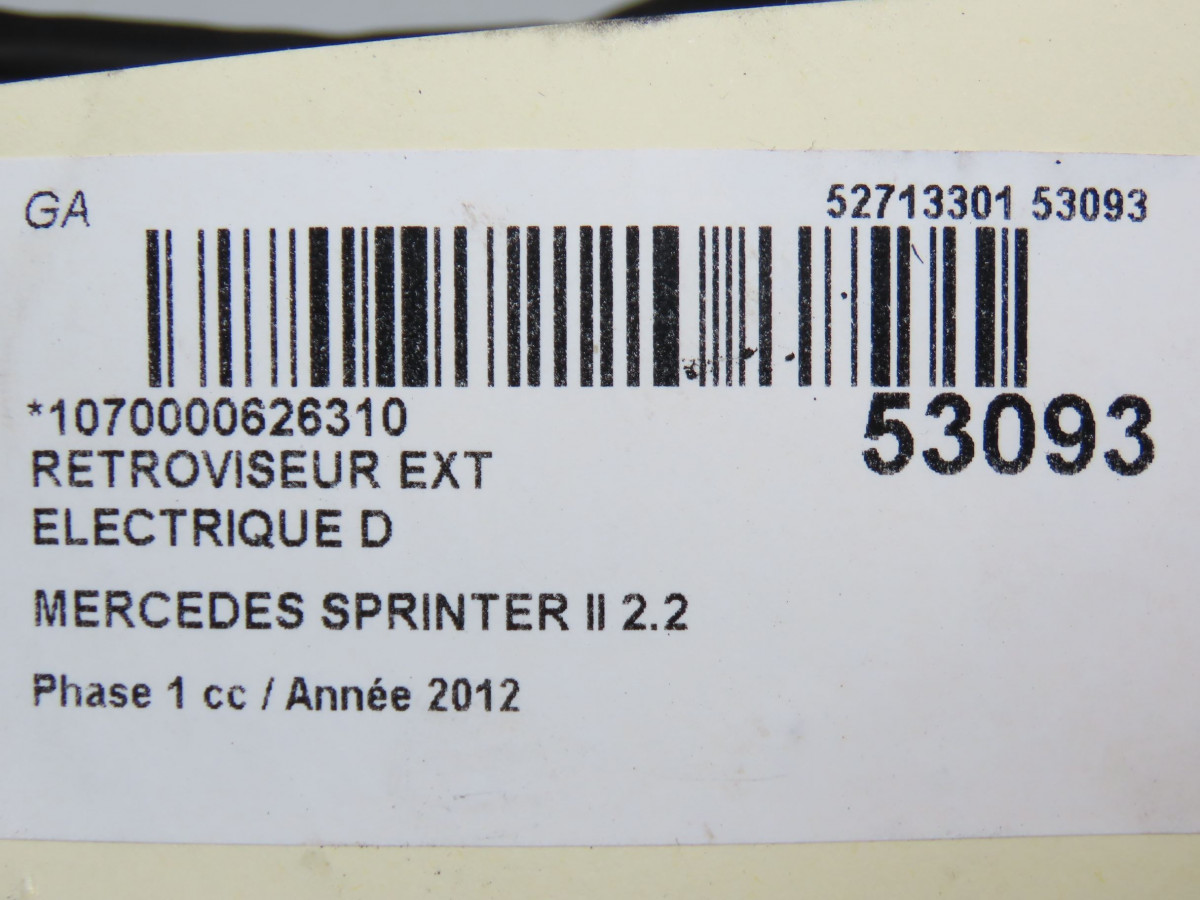 GA
52713301 53093
*1070000626310
53093
RETROVISEUR EXT
ELECTRIQUE D
MERCEDES SPRINTER II 2.2
Phase 1 cc / Année 2012